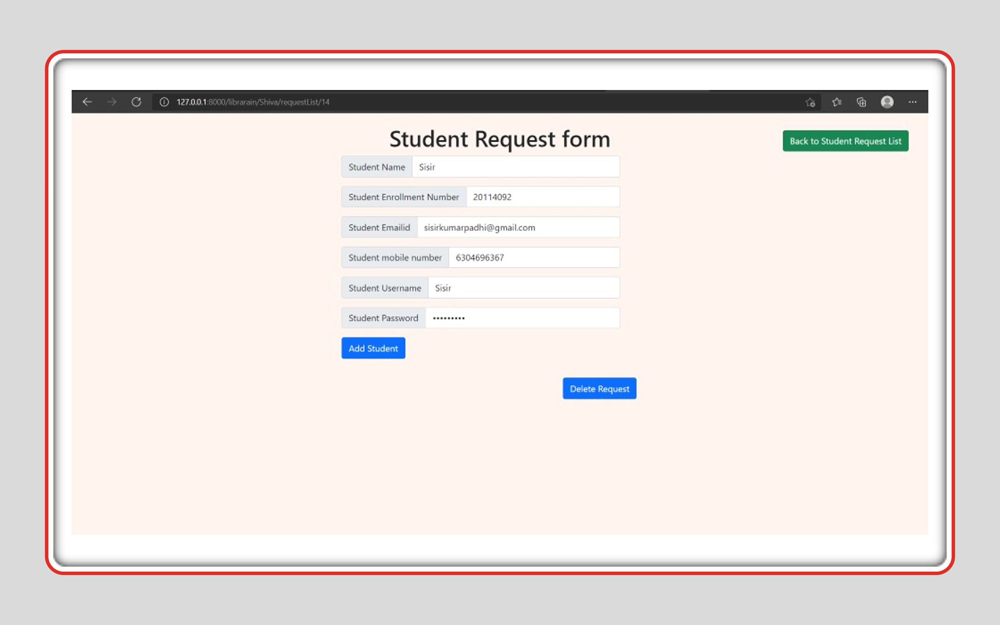 127.0.0.1:8000/librarain/Shiva/requestList/14
Student Request form
Back to Student Request List
Student Name Sisir
Student Enrollment Number 20114092
Student Emailid sisirkumarpadhi@gmail.com
Student mobile number 6304696367
Student Username Sisir
Student Password •••••••••
Add Student
Delete Request